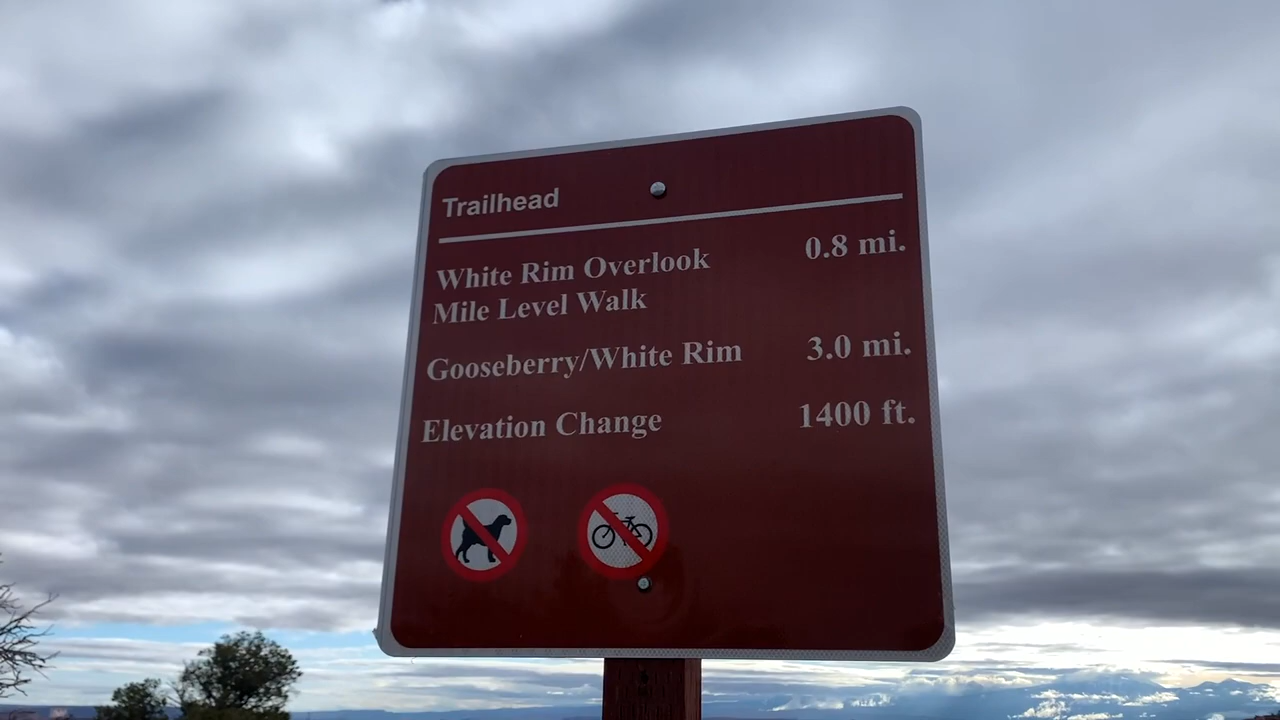 Trailhead
White Rim Overlook 0.8 mi.
Mile Level Walk
Gooseberry/White Rim 3.0 mi.
Elevation Change 1400 ft.